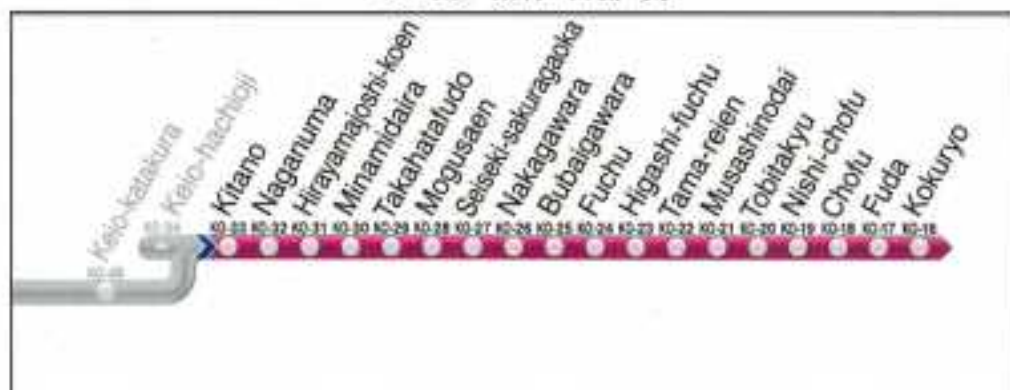 Keio-katakura
Keio-hachioji
Kitano
Naganuma
Hirayamajoshi-koen
Minamidaira
Takahatafudo
Mogusaen
Seiseki-sakuragaoka
Nakagawara
Bubaigawara
Fuchu
Higashi-fuchu
Tama-reien
Musashinodai
Tobitakyu
Nishi-chofu
Chofu
Fuda
Kokuryo
KO-33 KO-32 KO-31 KO-30 KO-29 KO-28 KO-27 KO-26 KO-25 KO-24 KO-23 KO-22 KO-21 KO-20 KO-19 KO-18 KO-17 KO-16